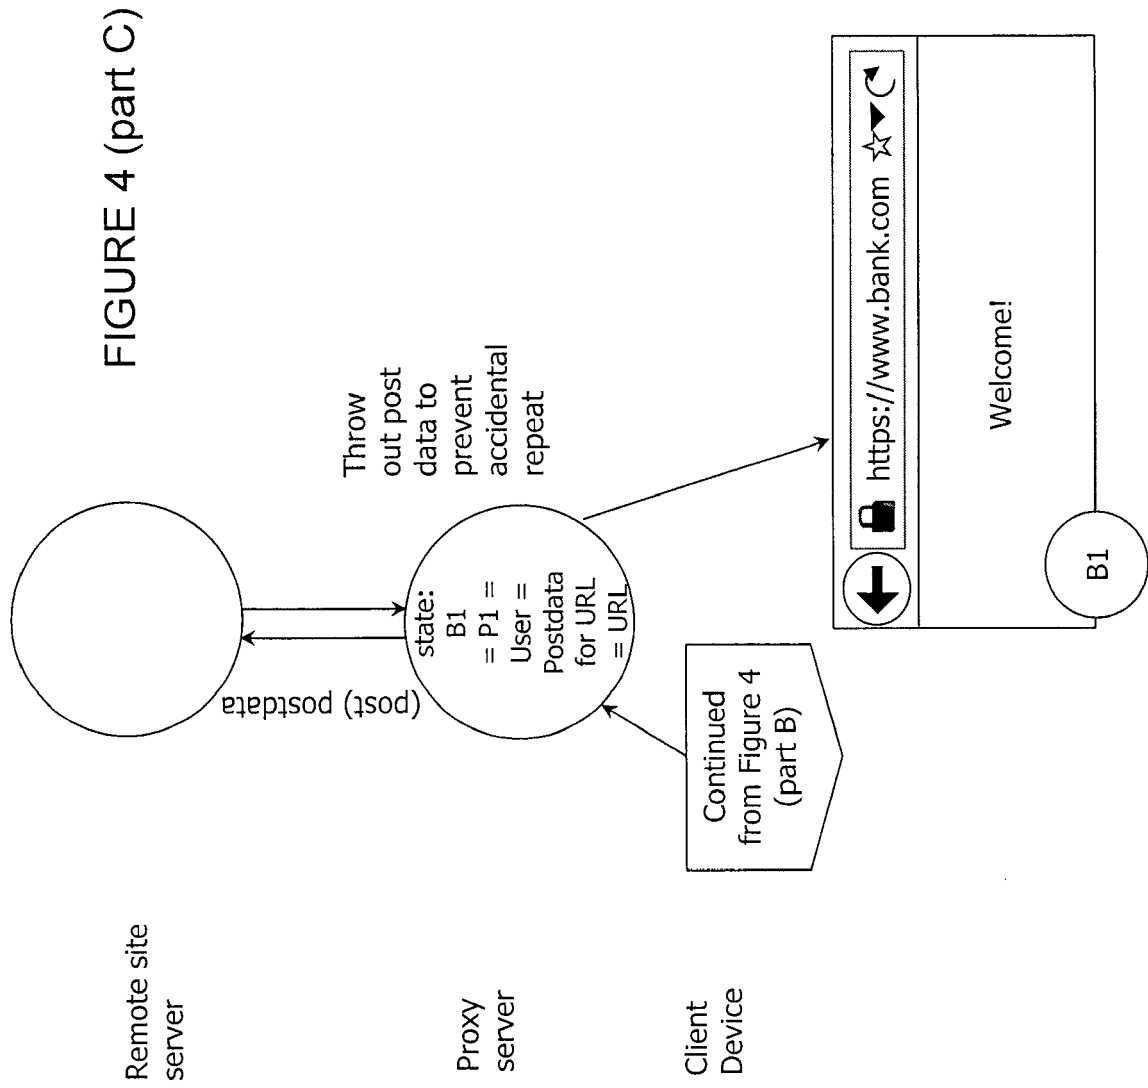 FIGURE 4 (part C)
Remote site
server
(post) postdata
Throw
out post
data to
prevent
accidental
repeat
Proxy
server
state:
B1
= P1 =
User =
Postdata
for URL
= URL
Client
Device
Continued
from Figure 4
(part B)
https://www.bank.com
Welcome!
B1